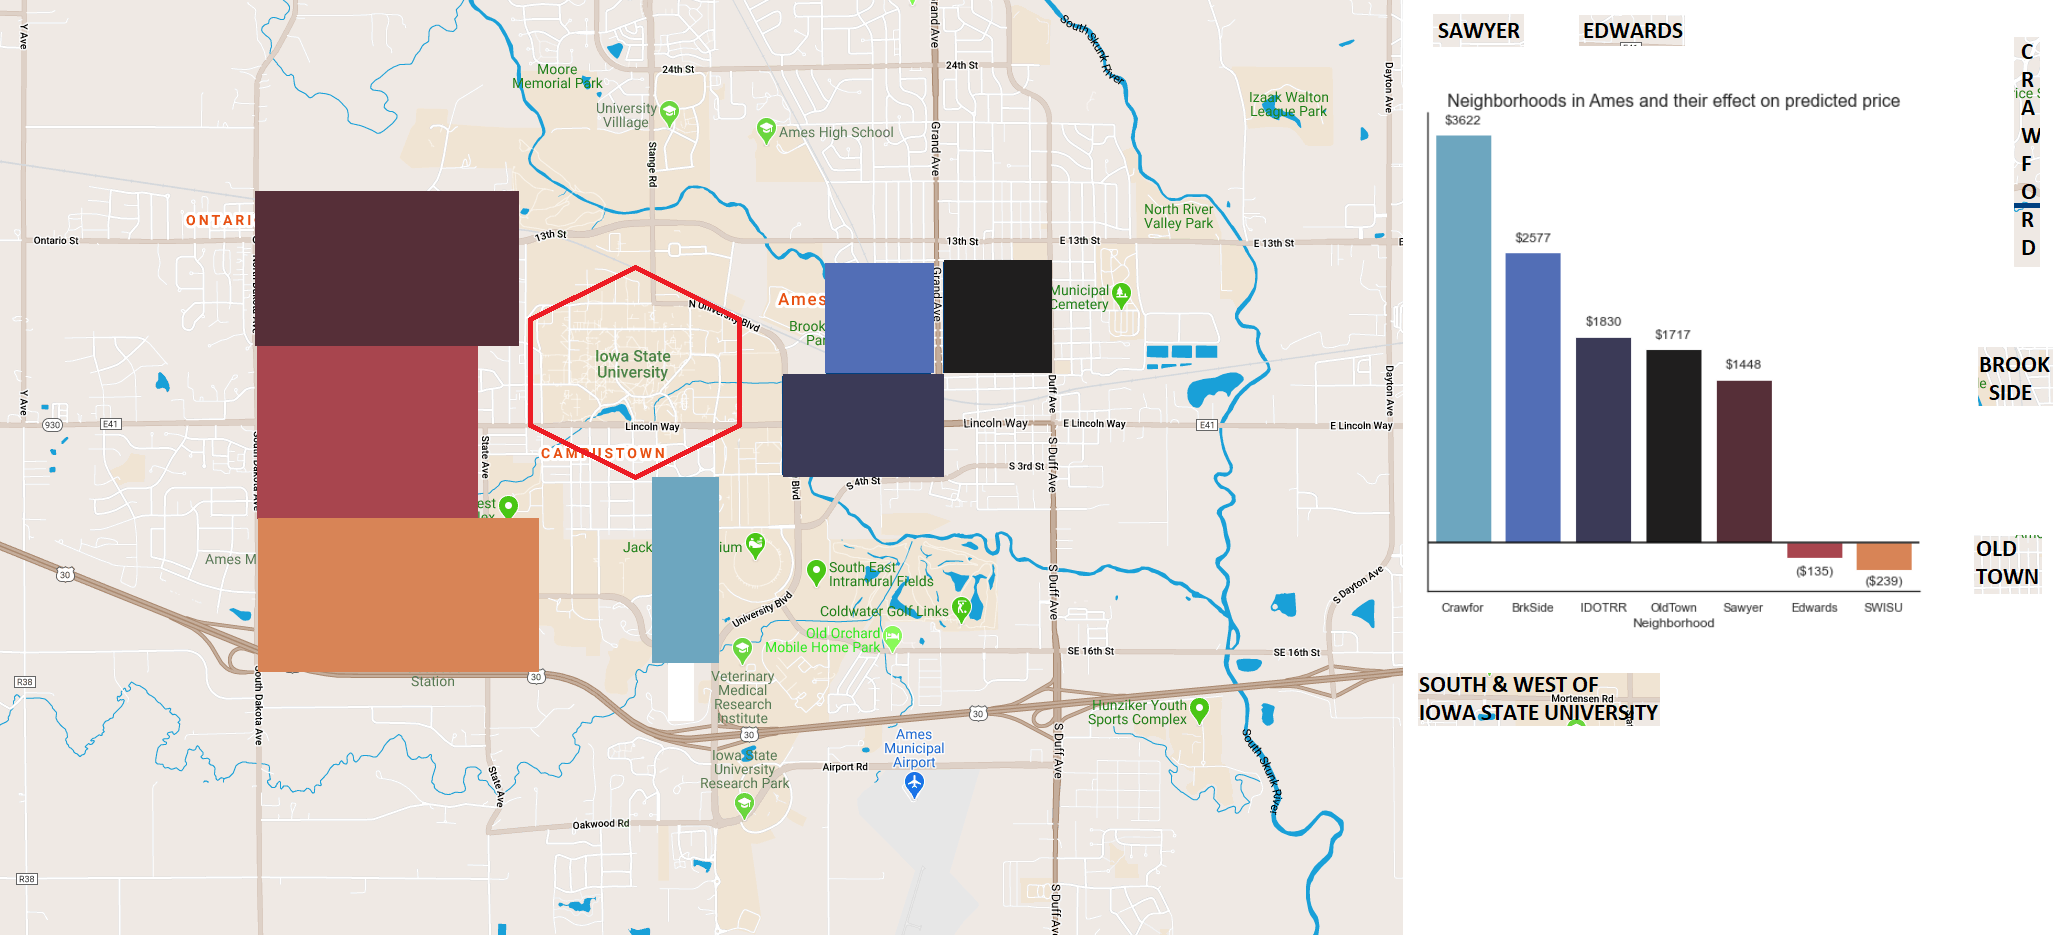 Y Ave
Moore
Memorial Park
24th St
24th St
University
Villlage
Ames High School
Stange Rd
Grand Ave
Grand Ave
South Skunk River
Izaak Walton
League Park
Dayton Ave
ONTARI
Ontario St
13th St
13th St
E 13th St
E 13th St
North River
Valley Park
N University Blvd
Ames
Brook
Par
Grand Ave
Municipal
Cemetery
Iowa State
University
Y Ave
930
E41
Lincoln Way
Lincoln Way
E Lincoln Way
E41
E Lincoln Way
Duff Ave
Dayton Ave
CAMPUSTOWN
State Ave
South Dakota Ave
S 3rd St
S 4th St
Blvd
S Duff Ave
est
lex
30
Ames M
Jack
ium
South East
Intramural Fields
Coldwater Golf Links
University Blvd
Old Orchard
Mobile Home Park
S Duff Ave
S Dayton Ave
SE 16th St
SE 16th St
R38
Station
30
Veterinary
Medical
Research
Institute
30
30
Hunziker Youth
Sports Complex
South Dakota Ave
Ames
Municipal
Airport
Iowa State
University
Research Park
Airport Rd
S Duff Ave
South Skunk River
State Ave
Oakwood Rd
R38
S Duff Ave
SAWYER
EDWARDS
C
R
A
W
F
O
R
D
Neighborhoods in Ames and their effect on predicted price
$3622
$2577
$1830
$1717
$1448
($135)
($239)
Crawfor
BrkSide
IDOTRR
OldTown
Sawyer
Edwards
SWISU
Neighborhood
BROOK
SIDE
OLD
TOWN
SOUTH & WEST OF
Mortensen Rd
IOWA STATE UNIVERSITY